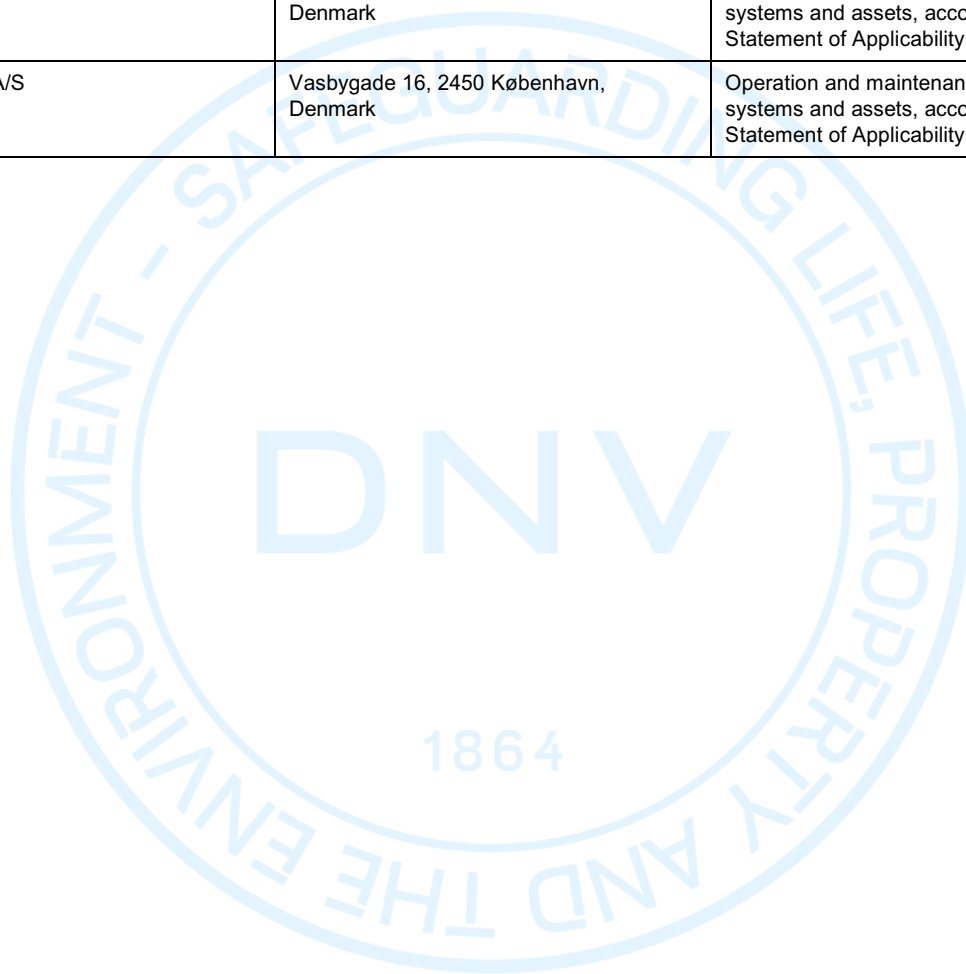 Denmark
systems and assets, acco
Statement of Applicability
A/S
Vasbygade 16, 2450 København,
Denmark
Operation and maintenan
systems and assets, acco
Statement of Applicability
SAFEGUARDING LIFE, PROPERTY AND THE ENVIRONMENT -
DNV
1864